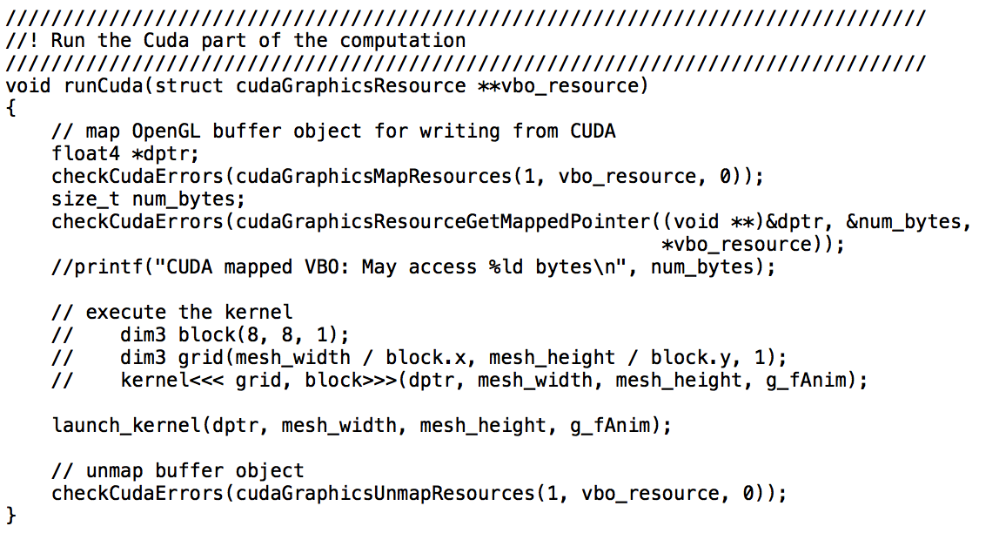 ////////////////////////////////////////////////////////////////////////////////
//! Run the Cuda part of the computation
////////////////////////////////////////////////////////////////////////////////
void runCuda(struct cudaGraphicsResource **vbo_resource)
{
    // map OpenGL buffer object for writing from CUDA
    float4 *dptr;
    checkCudaErrors(cudaGraphicsMapResources(1, vbo_resource, 0));
    size_t num_bytes;
    checkCudaErrors(cudaGraphicsResourceGetMappedPointer((void **)&dptr, &num_bytes,
                                                         *vbo_resource));
    //printf("CUDA mapped VBO: May access %ld bytes\n", num_bytes);

    // execute the kernel
    //    dim3 block(8, 8, 1);
    //    dim3 grid(mesh_width / block.x, mesh_height / block.y, 1);
    //    kernel<<< grid, block>>>(dptr, mesh_width, mesh_height, g_fAnim);

    launch_kernel(dptr, mesh_width, mesh_height, g_fAnim);

    // unmap buffer object
    checkCudaErrors(cudaGraphicsUnmapResources(1, vbo_resource, 0));
}